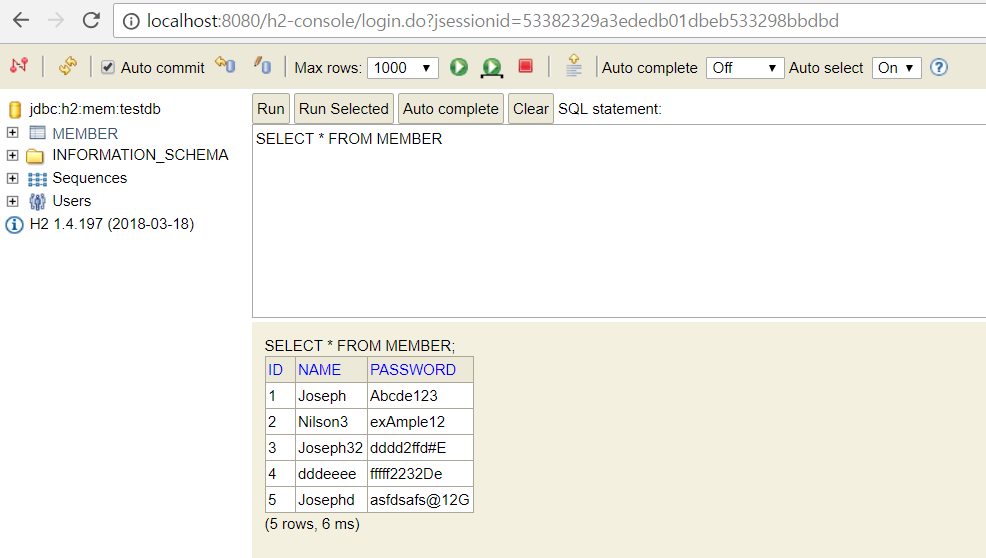 localhost:8080/h2-console/login.do?jsessionid=53382329a3ededb01dbeb533298bbdbd
Auto commit Max rows: 1000 Auto complete Off Auto select On ?
jdbc:h2:mem:testdb
MEMBER
INFORMATION_SCHEMA
Sequences
Users
H2 1.4.197 (2018-03-18)
Run Run Selected Auto complete Clear SQL statement:
SELECT * FROM MEMBER
SELECT * FROM MEMBER;
ID NAME PASSWORD
1 Joseph Abcde123
2 Nilson3 exAmple12
3 Joseph32 dddd2ffd#E
4 dddeeee fffff2232De
5 Josephd asfdsafs@12G
(5 rows, 6 ms)